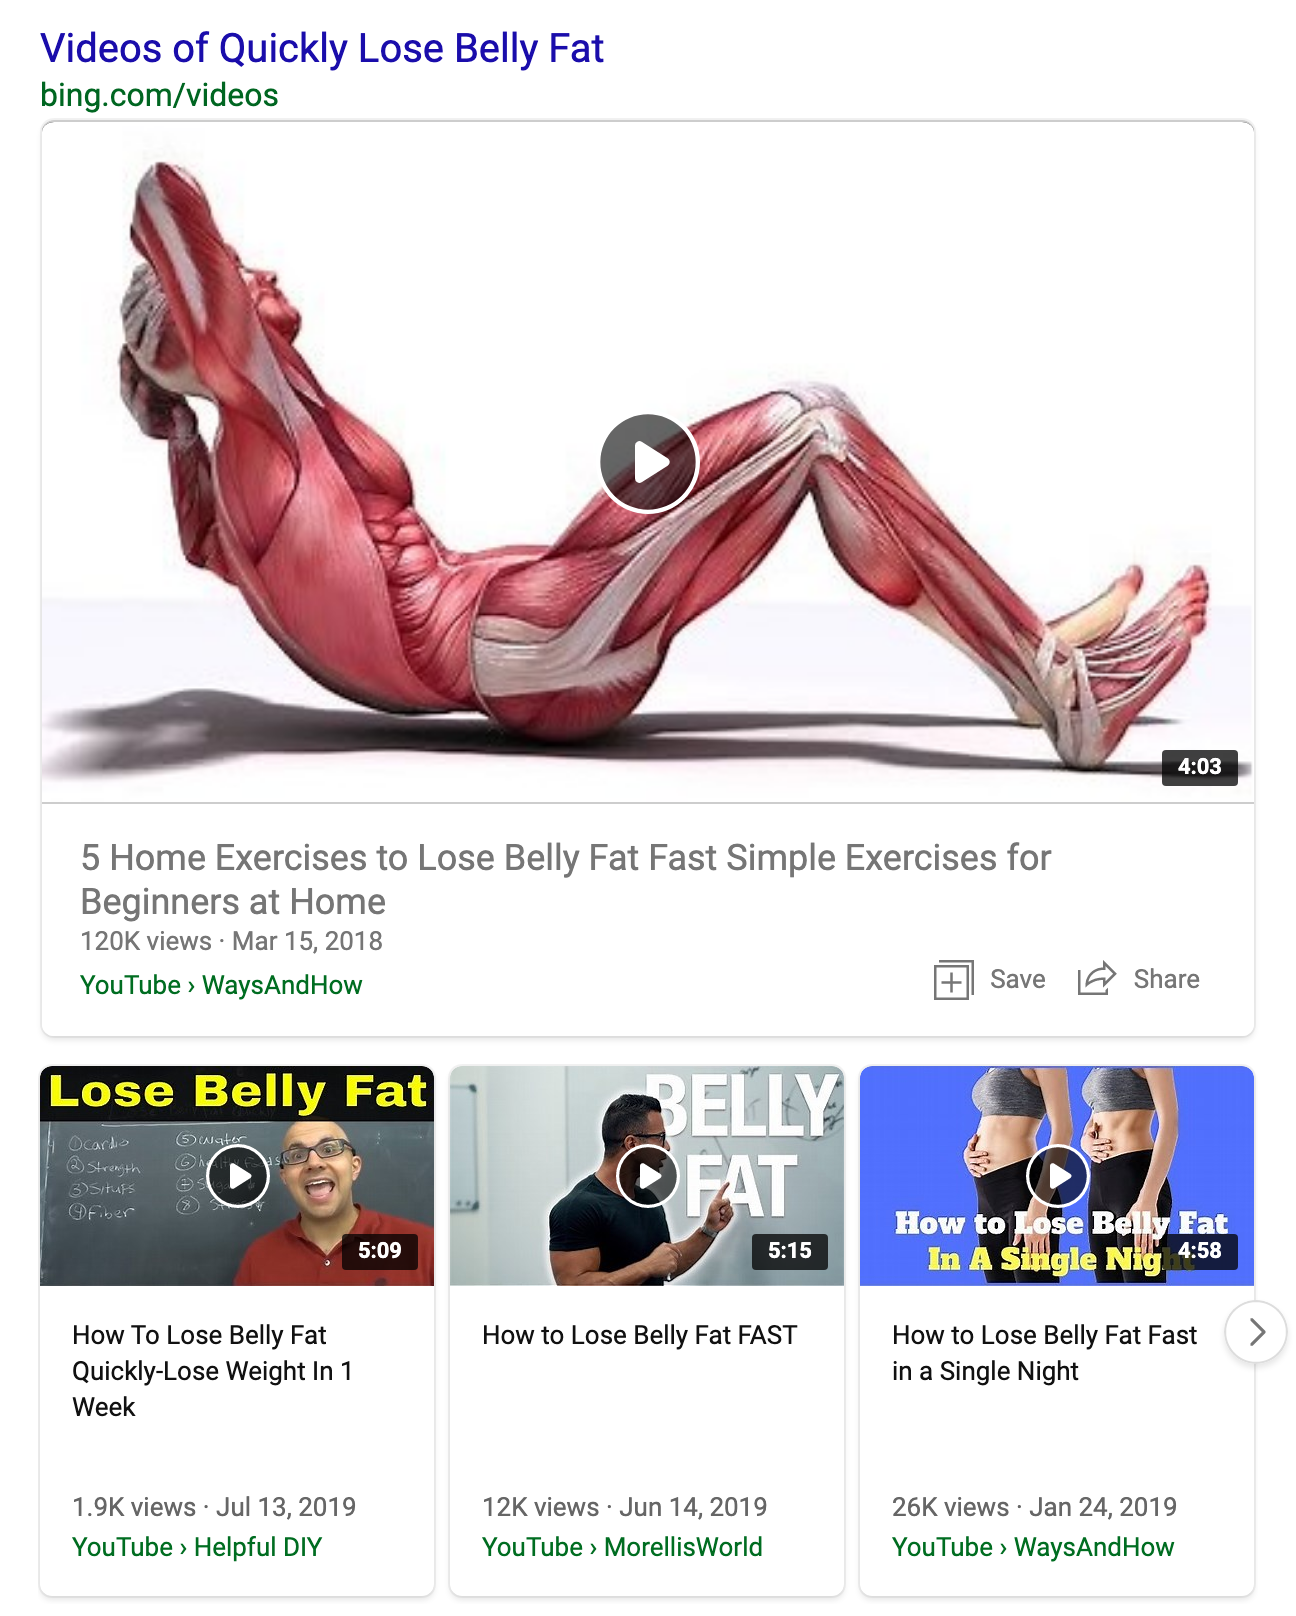 Videos of Quickly Lose Belly Fat
bing.com/videos
4:03
5 Home Exercises to Lose Belly Fat Fast Simple Exercises for
Beginners at Home
120K views · Mar 15, 2018
YouTube › WaysAndHow
Save
Share
Lose Belly Fat
①cardio
②Strength
③Situps
④Fiber
⑤water
⑥
⑦
⑧
5:09
How To Lose Belly Fat
Quickly-Lose Weight In 1
Week
1.9K views · Jul 13, 2019
YouTube › Helpful DIY
BELLY
FAT
5:15
How to Lose Belly Fat FAST
12K views · Jun 14, 2019
YouTube › MorellisWorld
How to Lose Belly Fat
In A Single Nig
4:58
How to Lose Belly Fat Fast
in a Single Night
26K views · Jan 24, 2019
YouTube › WaysAndHow